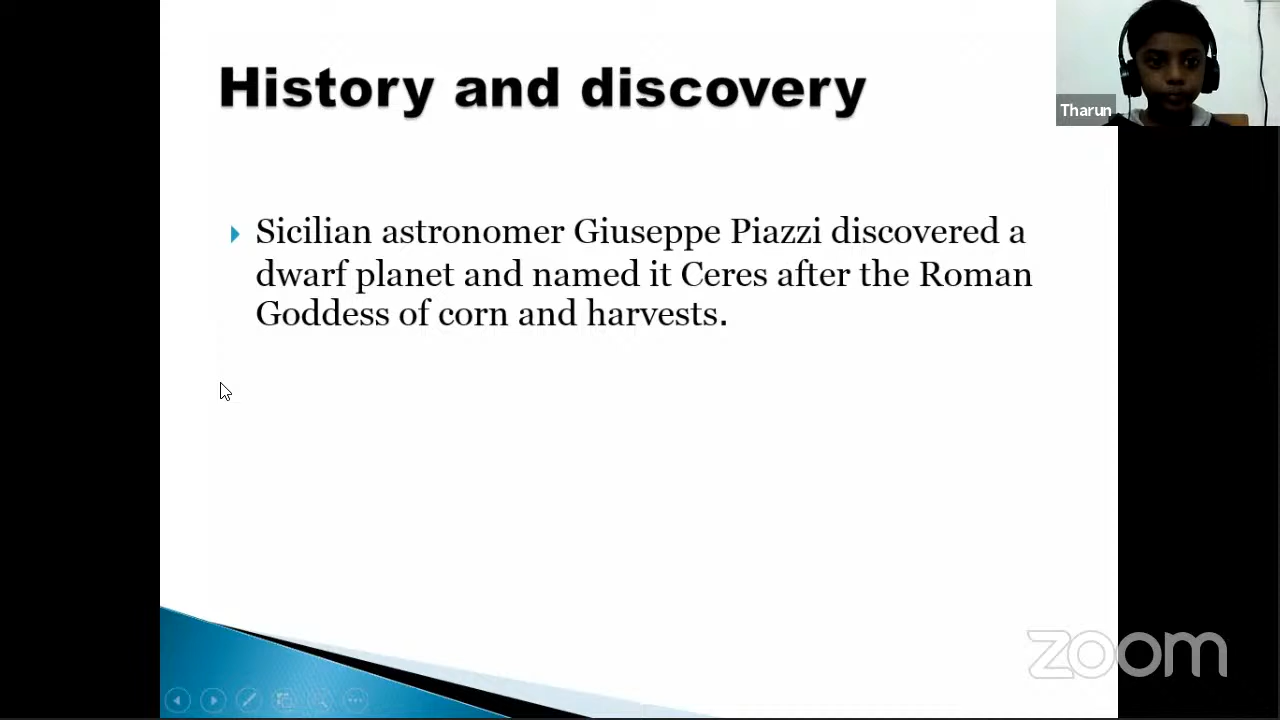 History and discovery
Tharun
Sicilian astronomer Giuseppe Piazzi discovered a
dwarf planet and named it Ceres after the Roman
Goddess of corn and harvests.
zoom